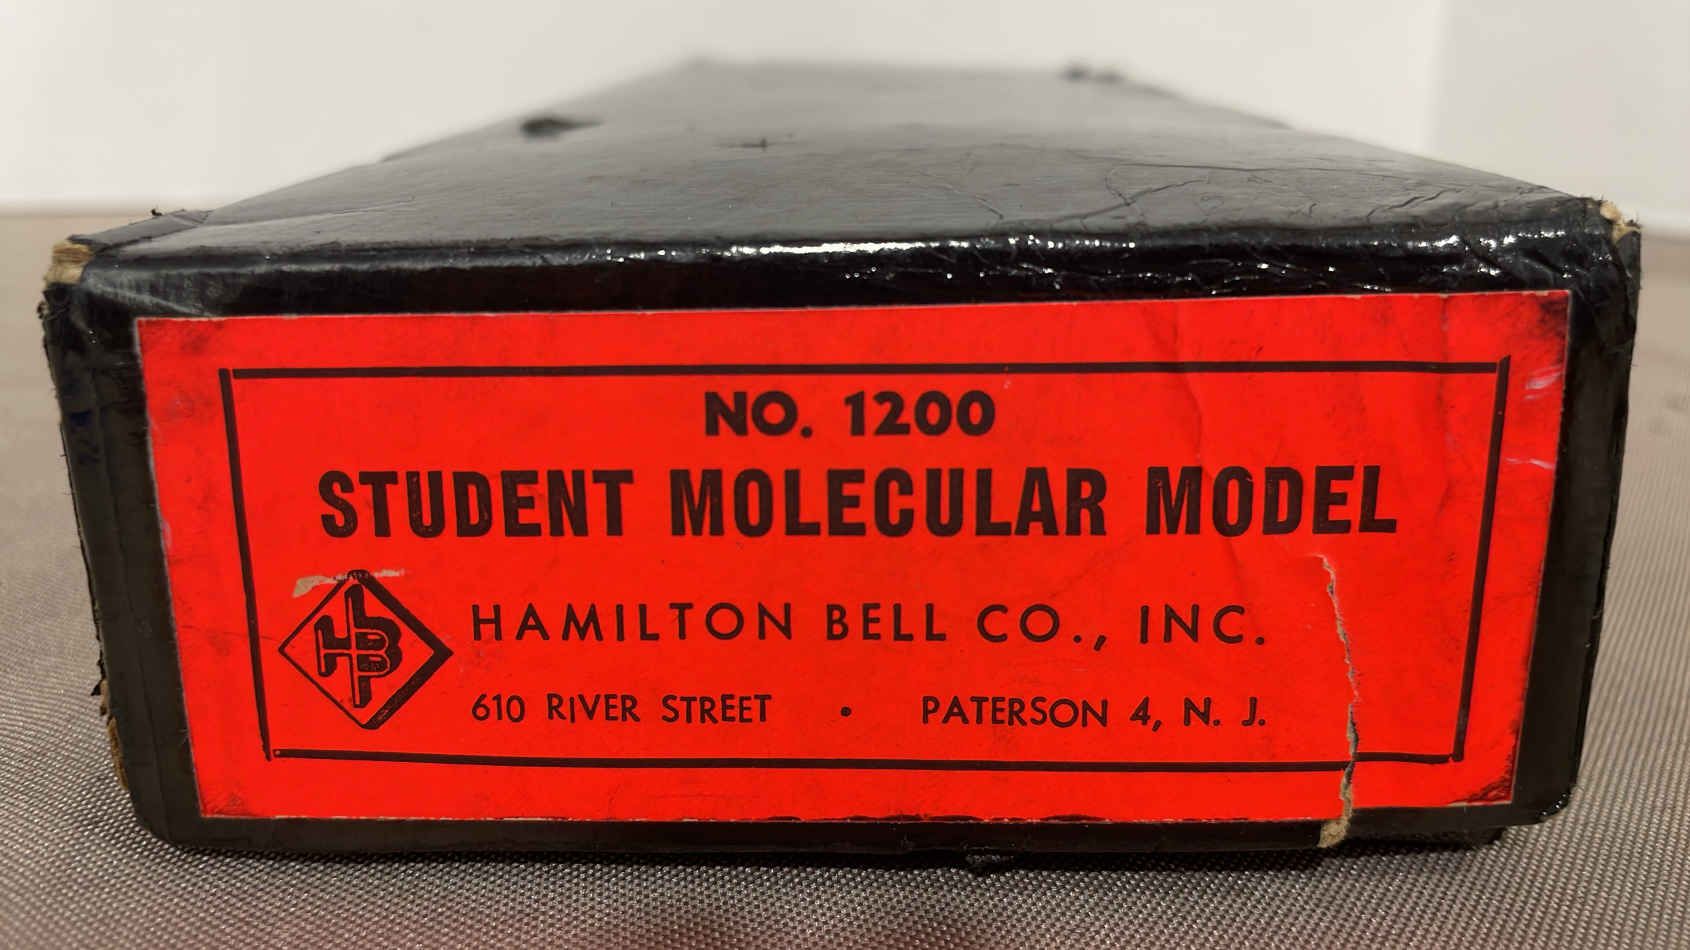 NO. 1200
STUDENT MOLECULAR MODEL
HAMILTON BELL CO., INC.
610 RIVER STREET • PATERSON 4, N. J.